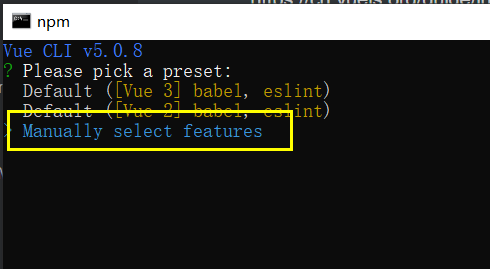 npm
Vue CLI v5.0.8
? Please pick a preset:
Default ([Vue 3] babel, eslint)
Default ([Vue 2] babel, eslint)
> Manually select features